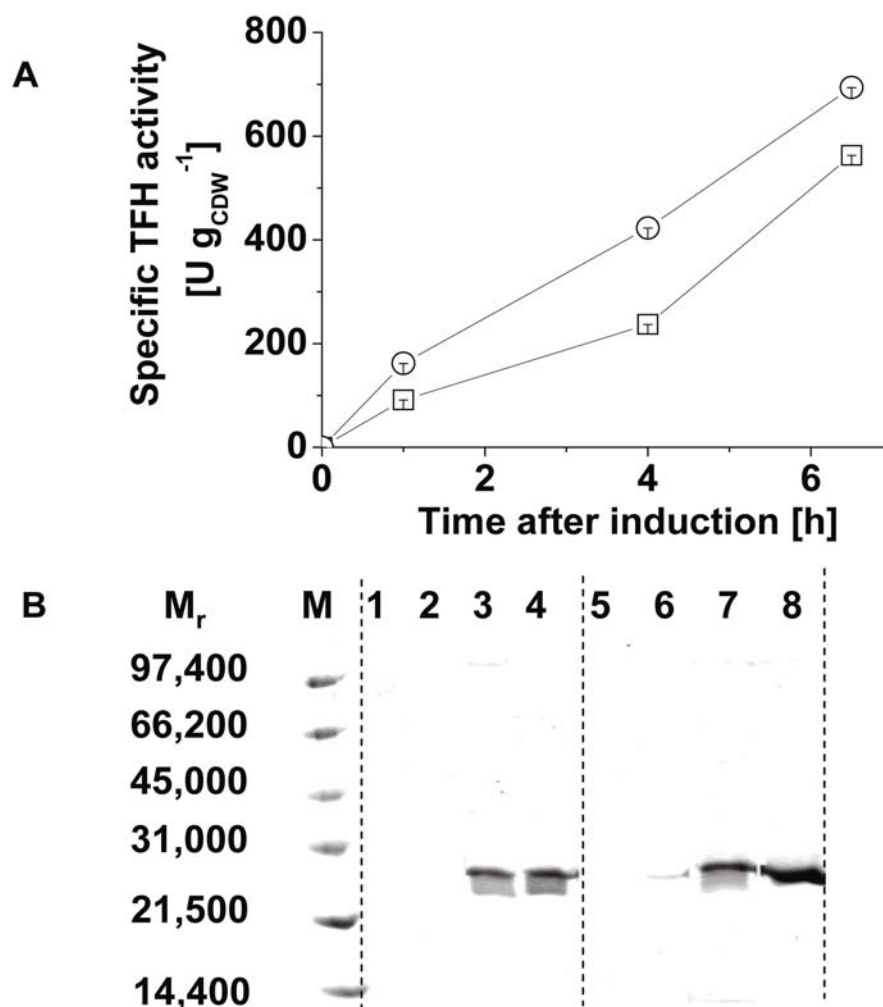 A
Specific TFH activity
[U g_CDW^-1]
800
600
400
200
0
0 2 4 6
Time after induction [h]
B M_r M 1 2 3 4 5 6 7 8
97,400
66,200
45,000
31,000
21,500
14,400